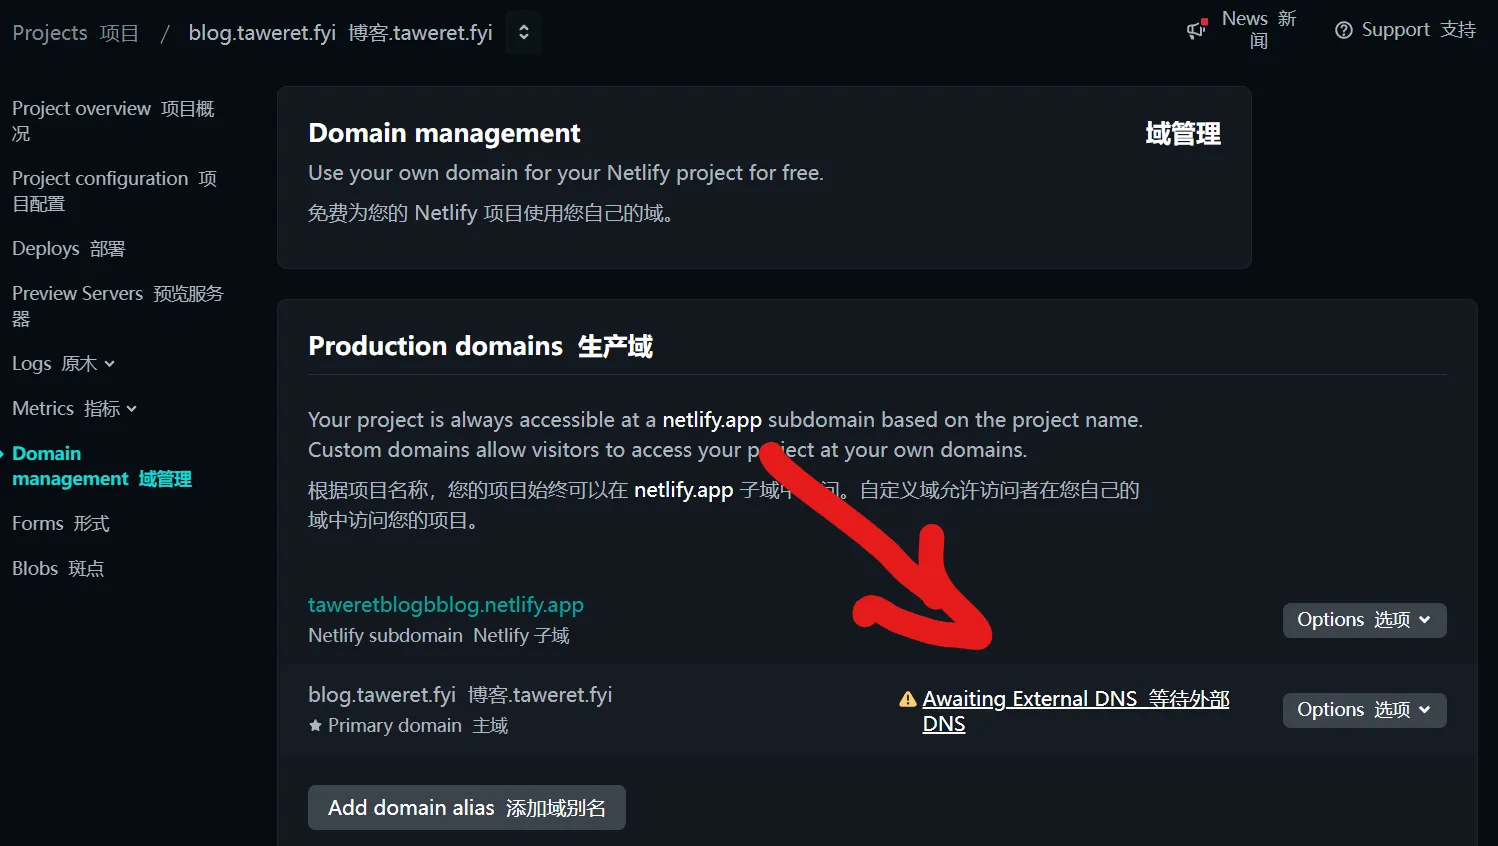 Projects 项目 / blog.taweret.fyi 博客.taweret.fyi
News 新
闻
Support 支持
Project overview 项目概
况
Project configuration 项
目配置
Deploys 部署
Preview Servers 预览服务
器
Logs 原木
Metrics 指标
Domain
management 域管理
Forms 形式
Blobs 斑点
Domain management 域管理
Use your own domain for your Netlify project for free.
免费为您的 Netlify 项目使用您自己的域。
Production domains 生产域
Your project is always accessible at a netlify.app subdomain based on the project name.
Custom domains allow visitors to access your project at your own domains.
根据项目名称，您的项目始终可以在 netlify.app 子域中访问。自定义域允许访问者在您自己的
域中访问您的项目。
taweretblogbblog.netlify.app
Netlify subdomain Netlify 子域
Options 选项
blog.taweret.fyi 博客.taweret.fyi
Primary domain 主域
Awaiting External DNS 等待外部
DNS
Options 选项
Add domain alias 添加域别名